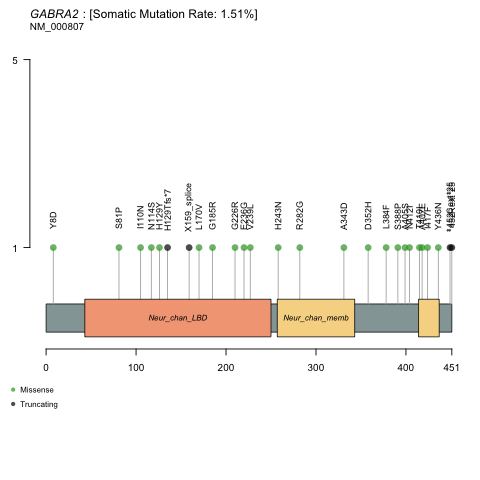 GABRA2 : [Somatic Mutation Rate: 1.51%]
NM_000807
5
1
Y8D
S81P
I110N
N114S
H129Y
H129Tfs*7
X159_splice
L170V
G185R
G226R
E236G
V239L
H243N
R282G
A343D
D352H
L384F
S388P
A405S
Y436N
Neur_chan_LBD
Neur_chan_memb
0
100
200
300
400
451
Missense
Truncating